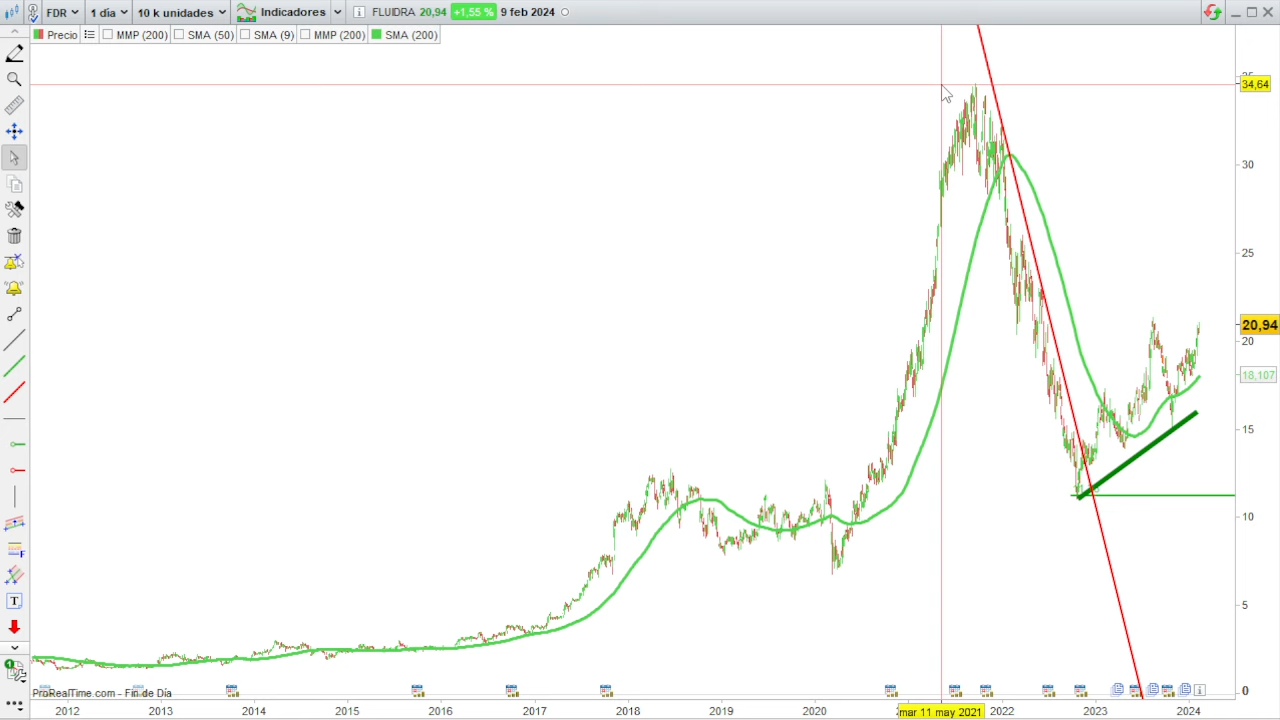 FDR 1 día 10 k unidades Indicadores FLUIDRA 20,94 +1,55 % 9 feb 2024
Precio MMP (200) SMA (50) SMA (9) MMP (200) SMA (200)
34,64
30
25
20,94
20
18,107
15
10
5
0
F
T
1
ProRealTime.com - Fin de Día
2012 2013 2014 2015 2016 2017 2018 2019 2020 mar 11 may 2021 2022 2023 2024